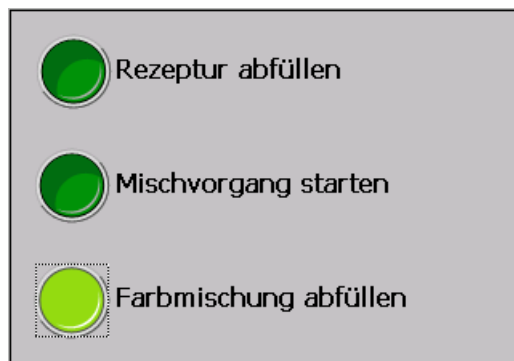 Rezeptur abfüllen
Mischvorgang starten
Farbmischung abfüllen